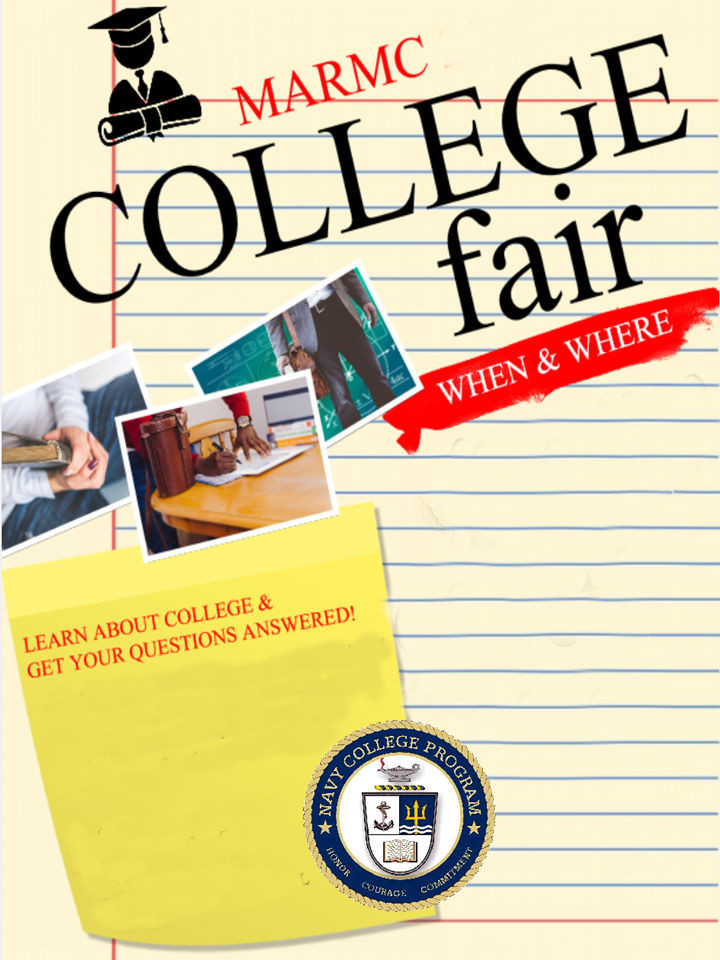 MARMC
COLLEGE
fair
WHEN & WHERE
LEARN ABOUT COLLEGE &
GET YOUR QUESTIONS ANSWERED!
NAVY COLLEGE PROGRAM
HONOR COURAGE COMMITMENT